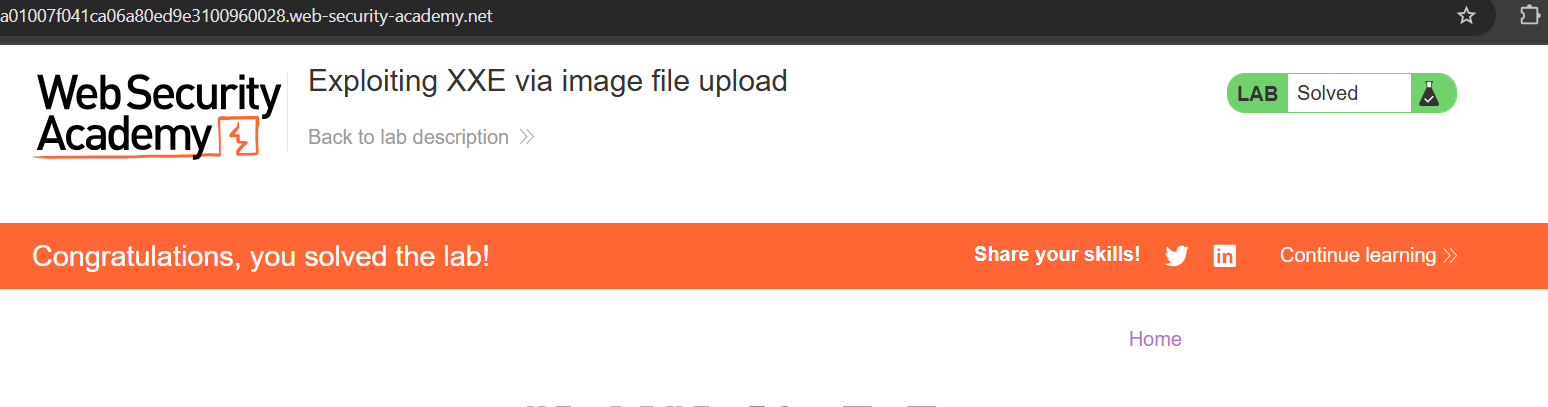 a01007f041ca06a80ed9e3100960028.web-security-academy.net
Exploiting XXE via image file upload
Web Security
Academy
Back to lab description
LAB Solved
Congratulations, you solved the lab!
Share your skills!
Continue learning
Home